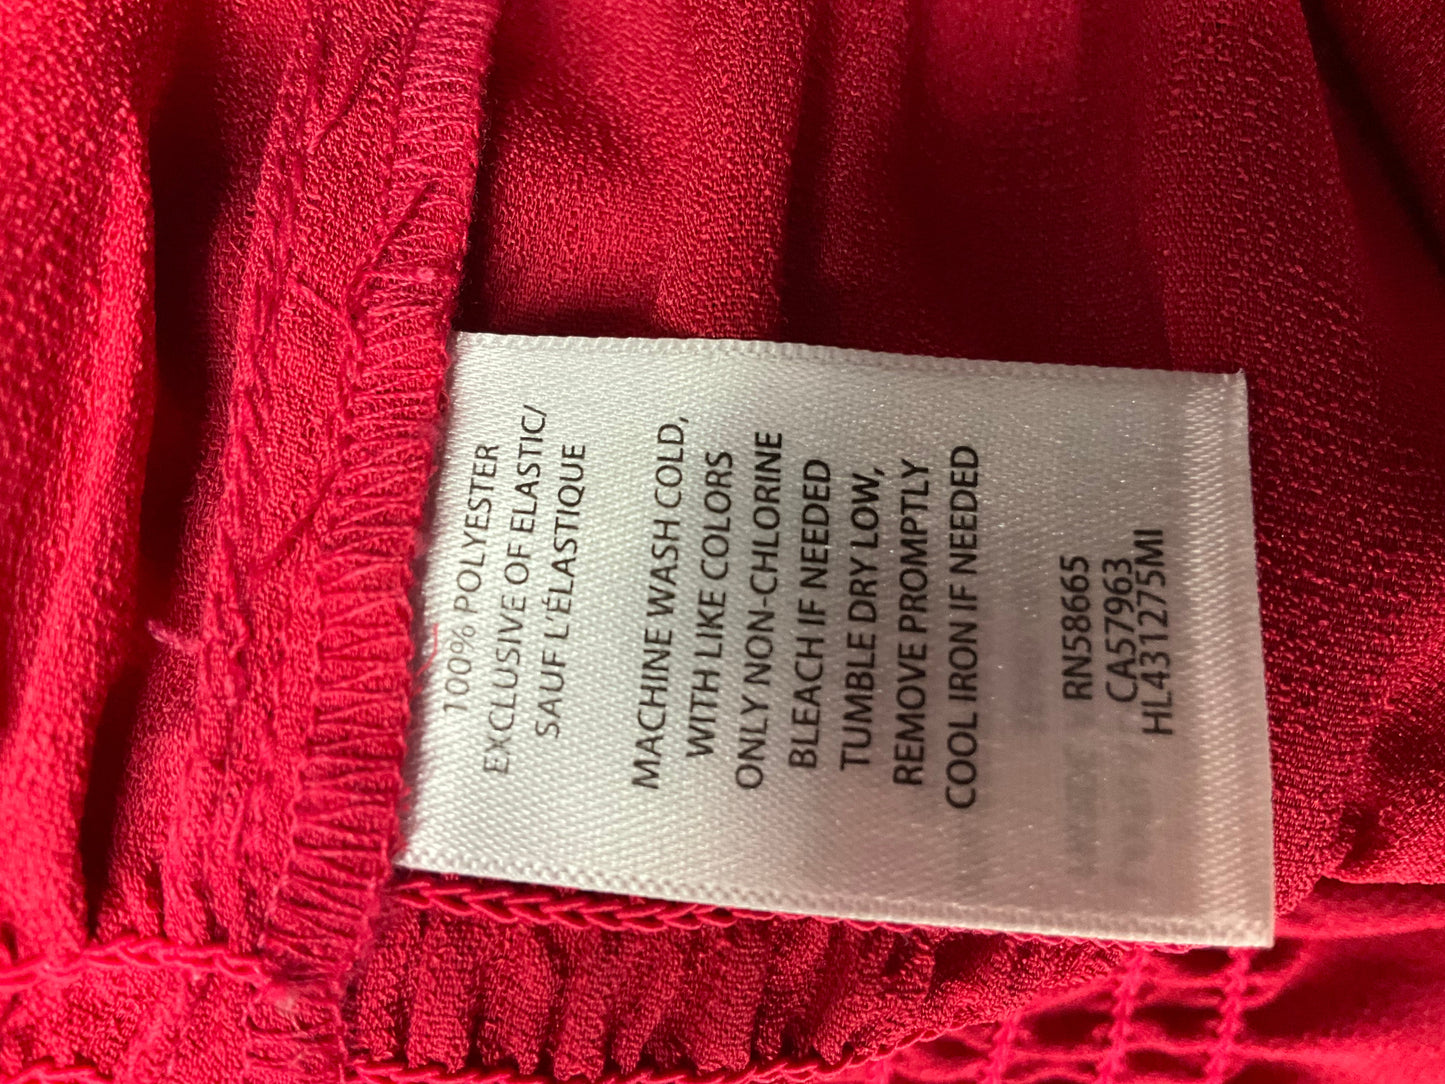 100% POLYESTER
EXCLUSIVE OF ELASTIC/
SAUF L'ÉLASTIQUE
MACHINE WASH COLD,
WITH LIKE COLORS
ONLY NON-CHLORINE
BLEACH IF NEEDED
TUMBLE DRY LOW,
REMOVE PROMPTLY
COOL IRON IF NEEDED
RN58665
CA57963
HL431275MI